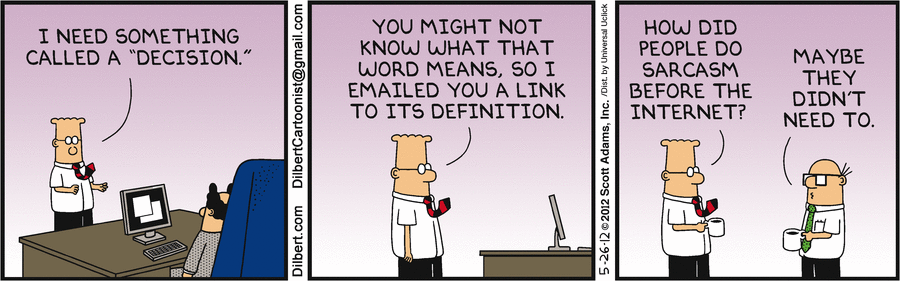 I NEED SOMETHING
CALLED A “DECISION.”
Dilbert.com DilbertCartoonist@gmail.com
YOU MIGHT NOT
KNOW WHAT THAT
WORD MEANS, SO I
EMAILED YOU A LINK
TO ITS DEFINITION.
5-26-12 © 2012 Scott Adams, Inc. /Dist. by Universal Uclick
HOW DID
PEOPLE DO
SARCASM
BEFORE THE
INTERNET?
MAYBE
THEY
DIDN'T
NEED TO.